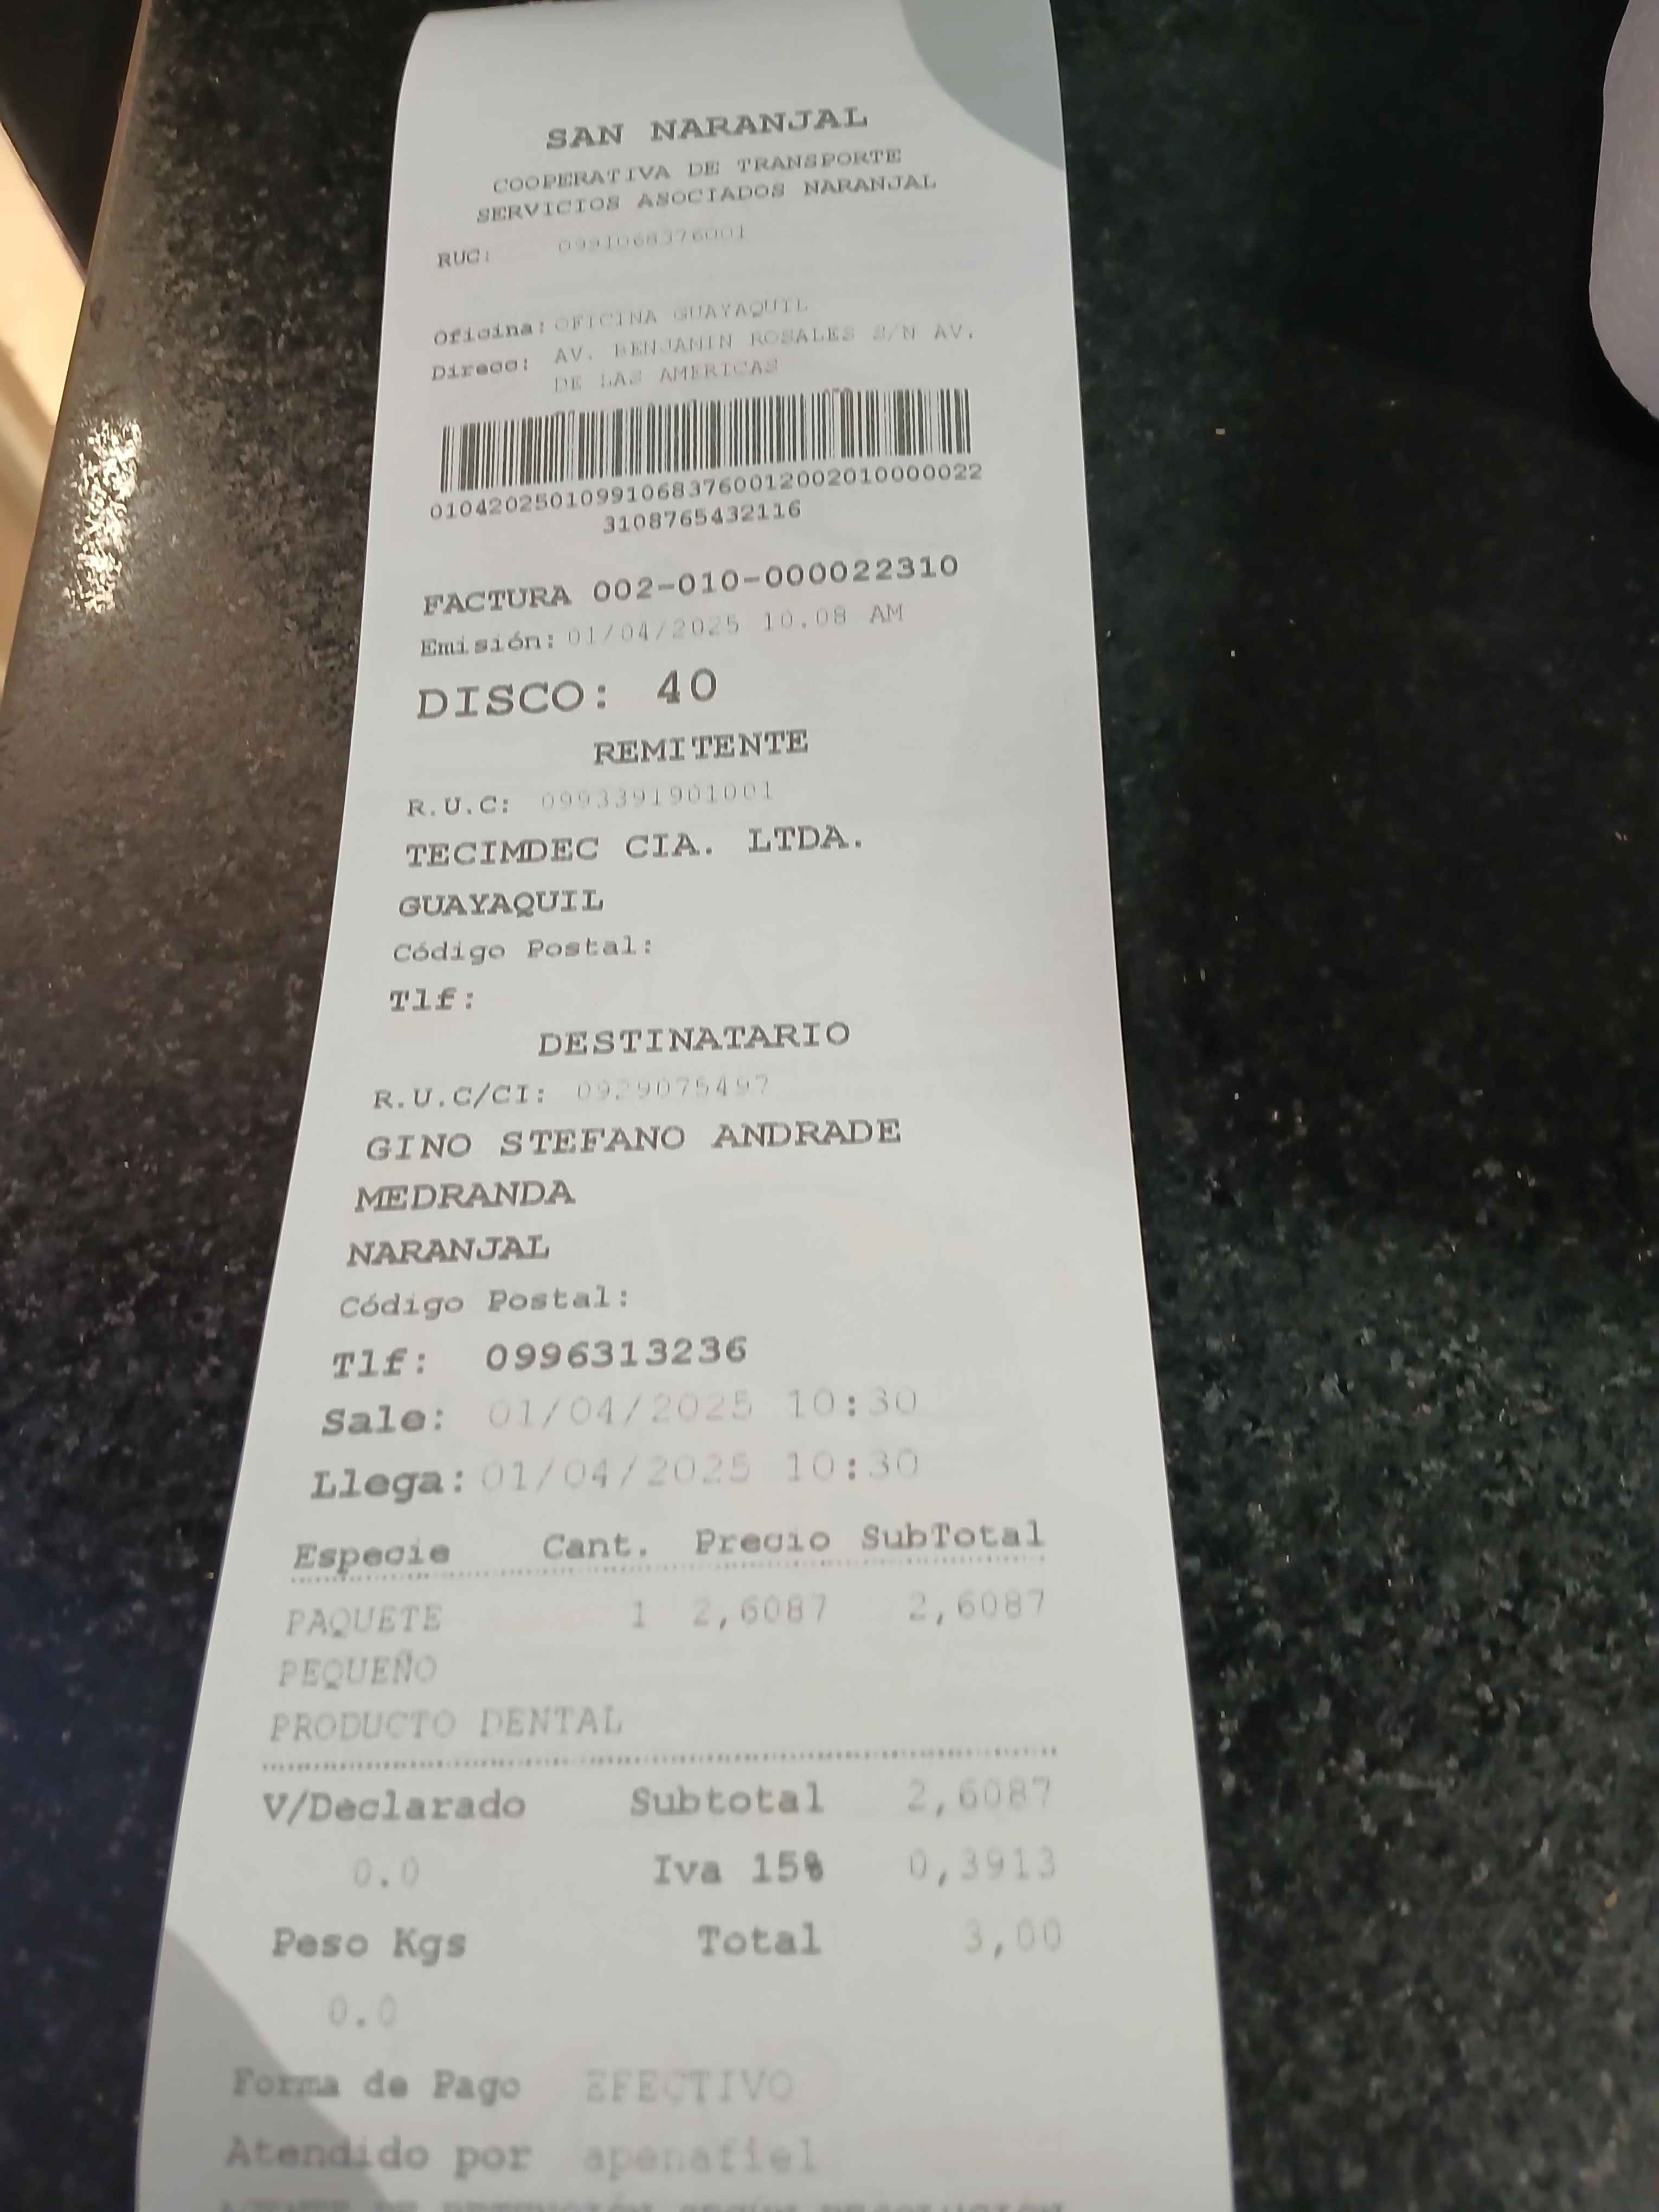 SAN NARANJAL
COOPERATIVA DE TRANSPORTE
SERVICIOS ASOCIADOS NARANJAL
RUC: 0991068376001
Oficina: OFICINA GUAYAQUIL
Direcc: AV. BENJAMIN ROSALES S/N AV.
DE LAS AMERICAS
010420250109910683760012002010000022
3108765432116
FACTURA 002-010-000022310
Emisión: 01/04/2025 10.08 AM
DISCO: 40
REMITENTE
R.U.C: 0993391901001
TECIMDEC CIA. LTDA.
GUAYAQUIL
Código Postal:
Tlf:
DESTINATARIO
R.U.C/CI: 0929075497
GINO STEFANO ANDRADE
MEDRANDA
NARANJAL
Código Postal:
Tlf: 0996313236
Sale: 01/04/2025 10:30
Llega: 01/04/2025 10:30
Especie Cant. Precio SubTotal
PAQUETE 1 2,6087 2,6087
PEQUEÑO
PRODUCTO DENTAL
V/Declarado Subtotal 2,6087
0.0 Iva 15% 0,3913
Peso Kgs Total 3,00
0.0
Forma de Pago EFECTIVO
Atendido por apenafiel